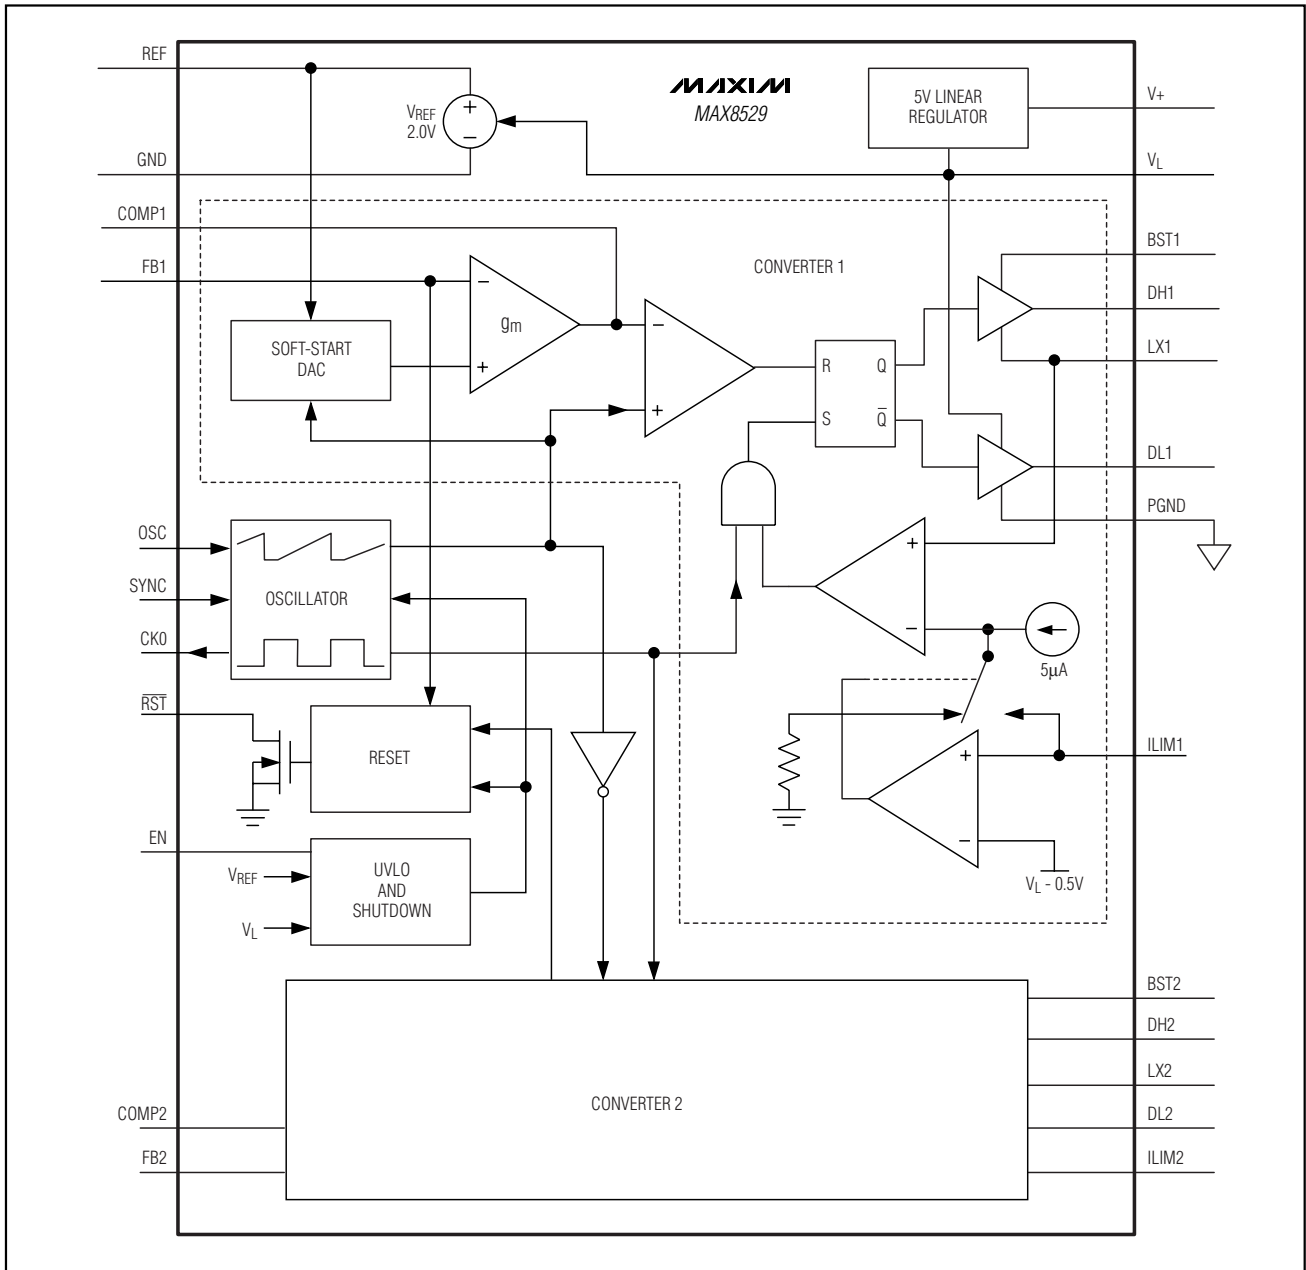 REF
MAXIM
MAX8529
5V LINEAR
REGULATOR
V+
VREF
2.0V
+
−
GND
VL
COMP1
BST1
FB1
CONVERTER 1
DH1
−
gm
+
SOFT-START
DAC
−
+
LX1
R
Q
S
Q̅
DL1
PGND
OSC
SYNC
OSCILLATOR
CKO
+
−
5µA
R̅S̅T̅
RESET
ILIM1
+
−
VL - 0.5V
EN
VREF
VL
UVLO
AND
SHUTDOWN
BST2
DH2
LX2
CONVERTER 2
COMP2
DL2
FB2
ILIM2